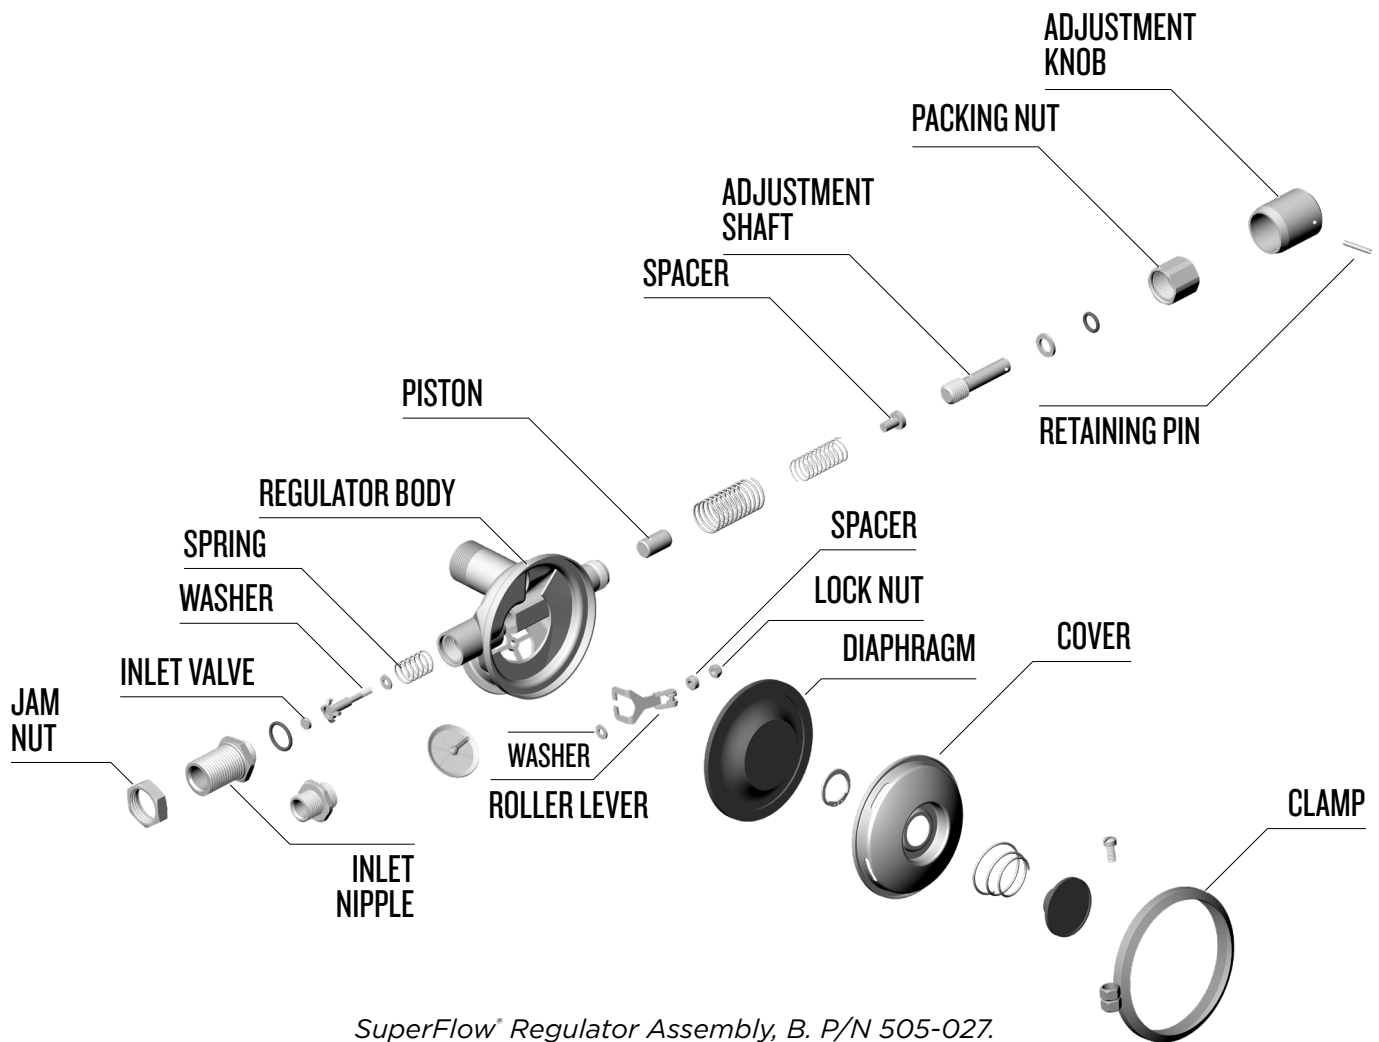 ADJUSTMENT
KNOB
PACKING NUT
ADJUSTMENT
SHAFT
SPACER
RETAINING PIN
PISTON
REGULATOR BODY
SPRING
WASHER
INLET VALVE
JAM
NUT
SPACER
LOCK NUT
DIAPHRAGM
COVER
WASHER
ROLLER LEVER
INLET
NIPPLE
CLAMP
SuperFlow® Regulator Assembly, B. P/N 505-027.